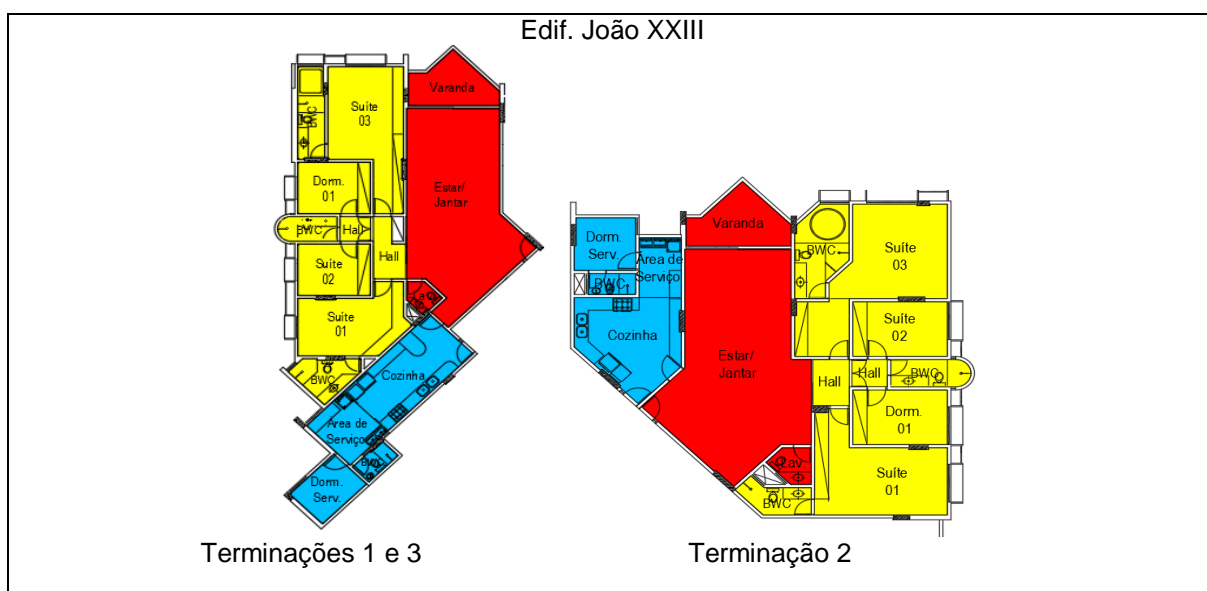 Edif. João XXIII
Varanda
Suíte
03
BWC
Dorm.
01
Estar/
Jantar
BWC
Hall
Hall
Suíte
02
Suíte
01
BWC
Cozinha
Área de
Serviço
BWC
Dorm.
Serv.
Terminações 1 e 3
Varanda
Dorm.
Serv.
Área de
Serviço
BWC
Cozinha
Estar/
Jantar
BWC
Suíte
03
Suíte
02
Hall
Hall
BWC
Dorm.
01
Lav
Suíte
01
BWC
Terminação 2